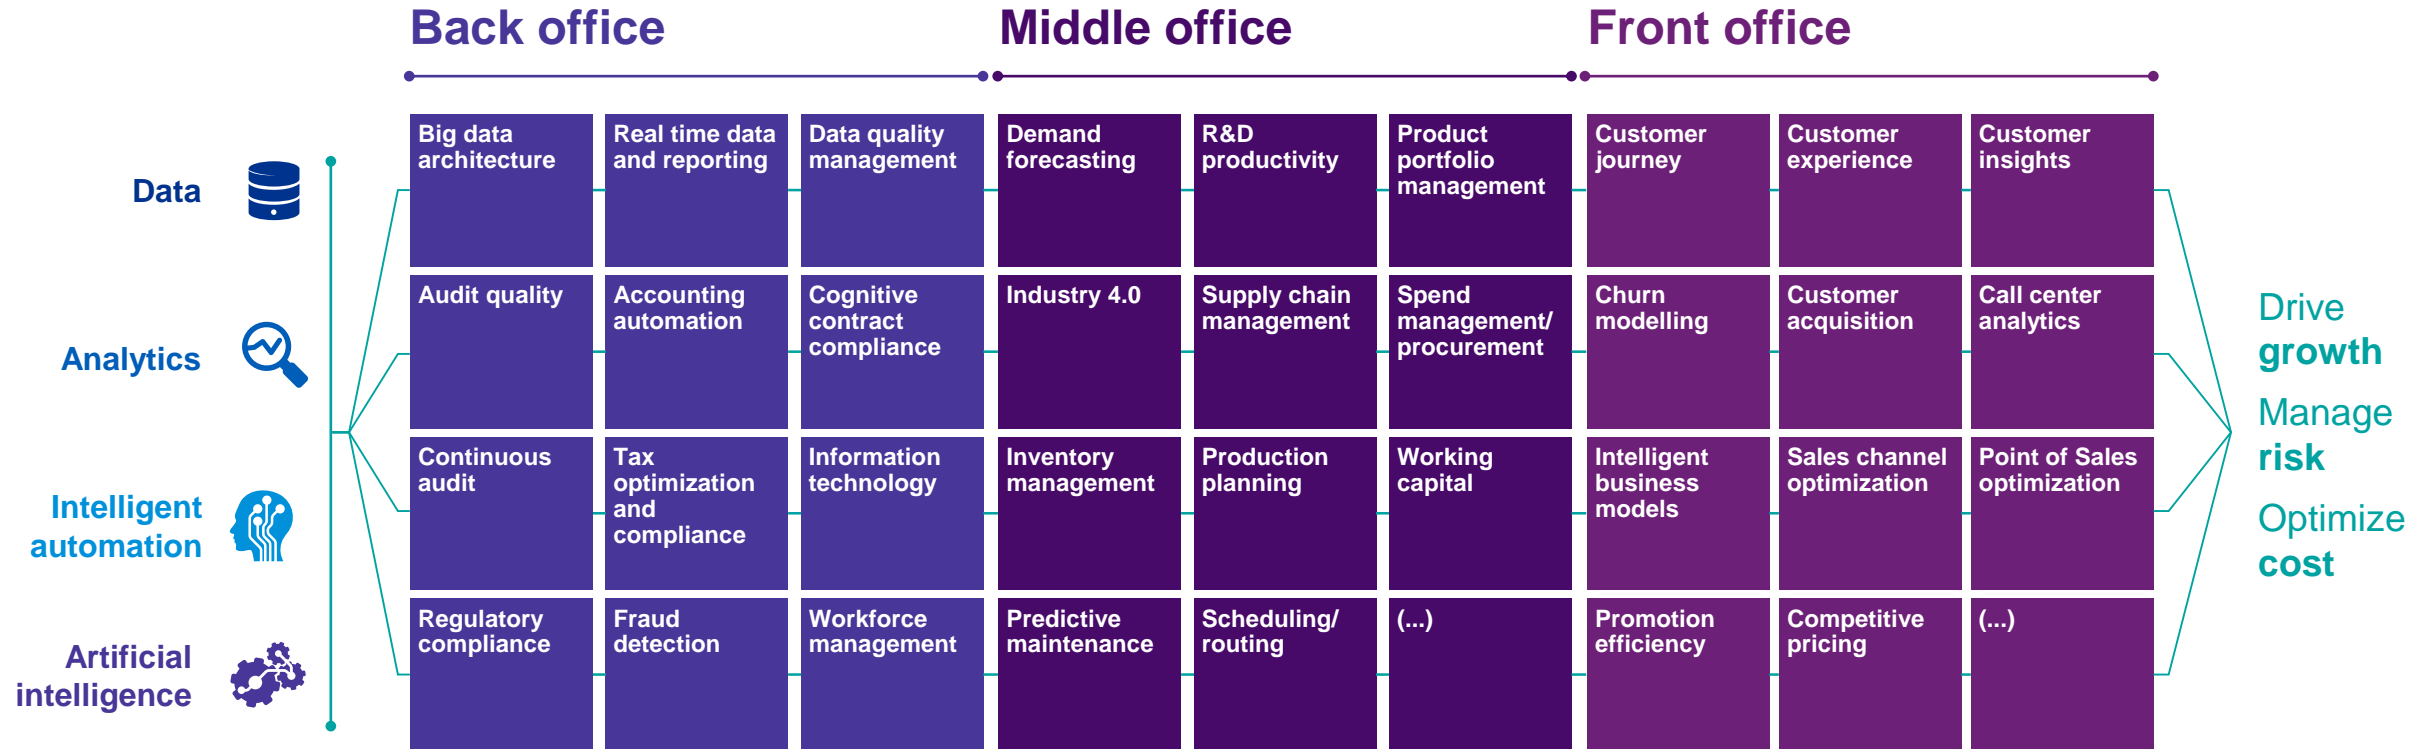 Back office
Middle office
Front office
Data
Big data
architecture
Real time data
and reporting
Data quality
management
Demand
forecasting
R&D
productivity
Product
portfolio
management
Customer
journey
Customer
experience
Customer
insights
Analytics
Audit quality
Accounting
automation
Cognitive
contract
compliance
Industry 4.0
Supply chain
management
Spend
management/
procurement
Churn
modelling
Customer
acquisition
Call center
analytics
Intelligent
automation
Continuous
audit
Tax
optimization
and
compliance
Information
technology
Inventory
management
Production
planning
Working
capital
Intelligent
business
models
Sales channel
optimization
Point of Sales
optimization
Artificial
intelligence
Regulatory
compliance
Fraud
detection
Workforce
management
Predictive
maintenance
Scheduling/
routing
(...)
Promotion
efficiency
Competitive
pricing
(...)
Drive
growth
Manage
risk
Optimize
cost